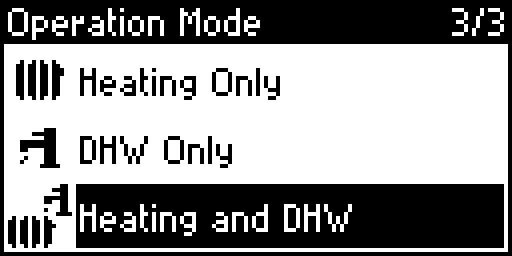 Operation Mode 3/3
Heating Only
DHW Only
Heating and DHW